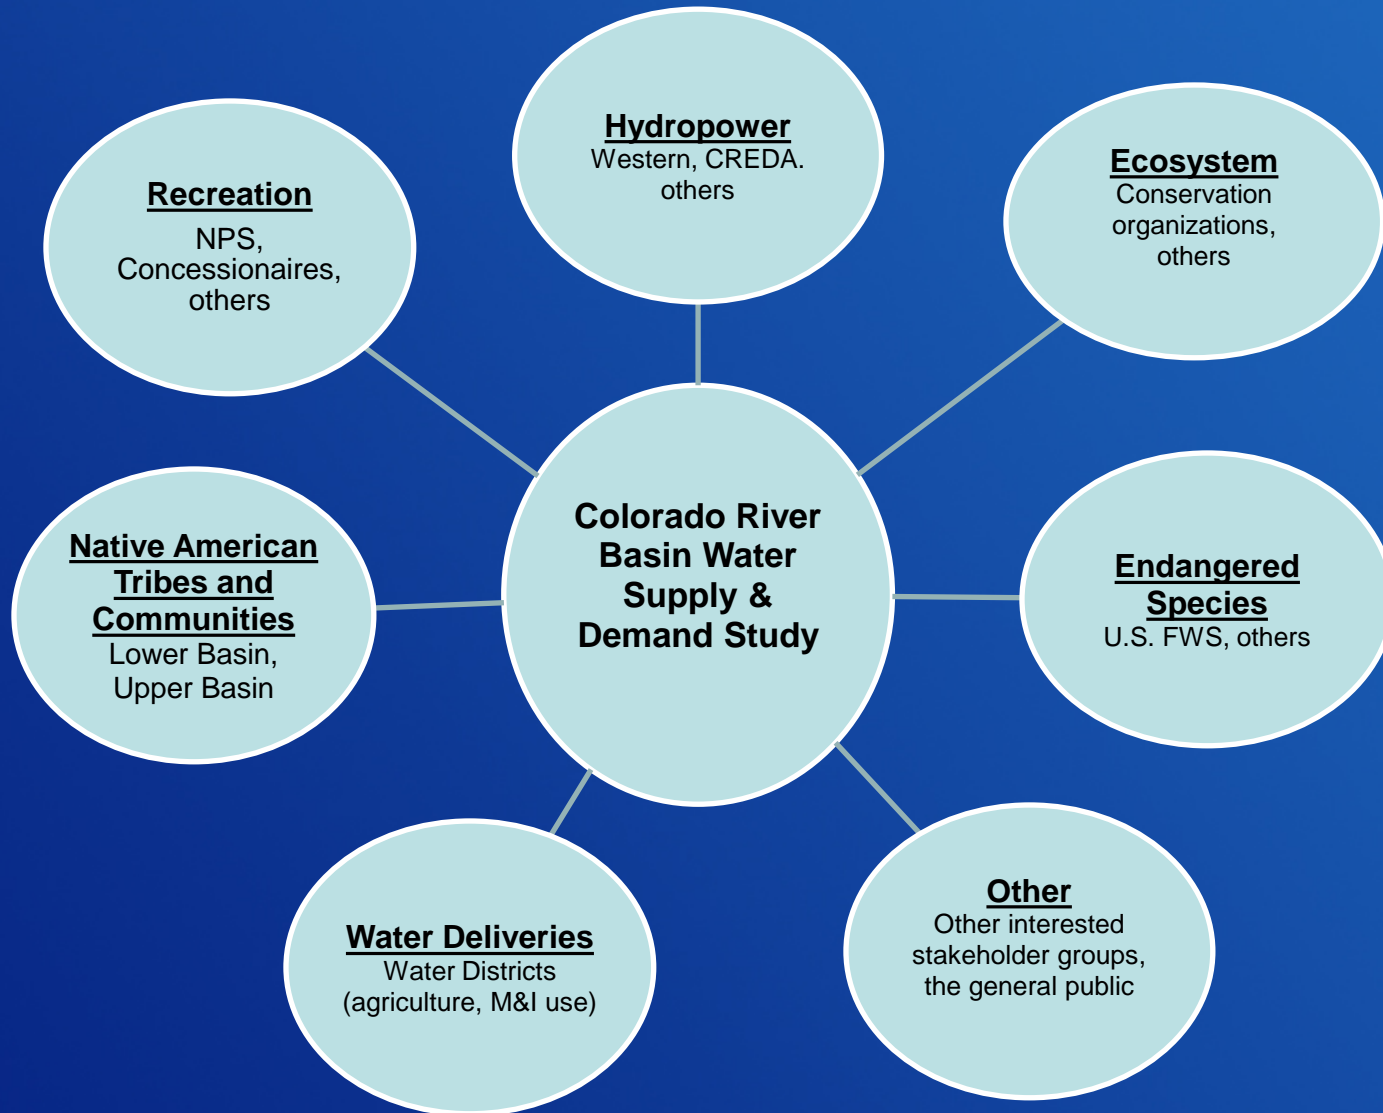 Hydropower
Western, CREDA.
others
Recreation
NPS,
Concessionaires,
others
Ecosystem
Conservation
organizations,
others
Colorado River
Basin Water
Supply &
Demand Study
Native American
Tribes and
Communities
Lower Basin,
Upper Basin
Endangered
Species
U.S. FWS, others
Water Deliveries
Water Districts
(agriculture, M&I use)
Other
Other interested
stakeholder groups,
the general public